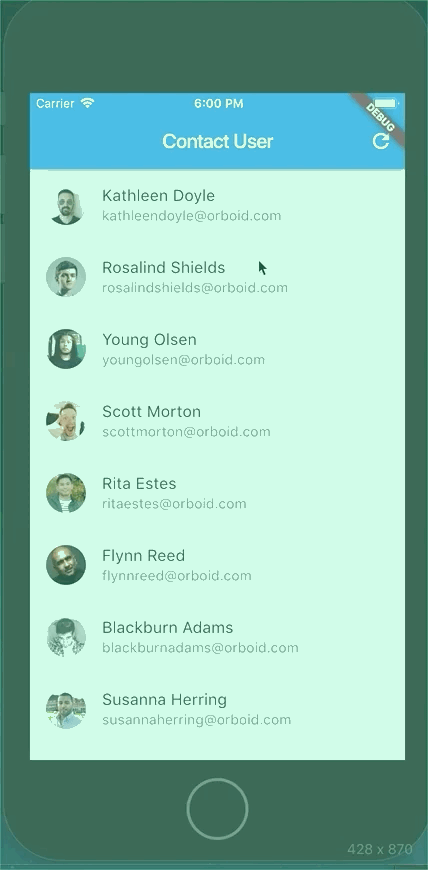 Carrier 6:00 PM
DEBUG
Contact User
Kathleen Doyle
kathleendoyle@orboid.com
Rosalind Shields
rosalindshields@orboid.com
Young Olsen
youngolsen@orboid.com
Scott Morton
scottmorton@orboid.com
Rita Estes
ritaestes@orboid.com
Flynn Reed
flynnreed@orboid.com
Blackburn Adams
blackburnadams@orboid.com
Susanna Herring
susannaherring@orboid.com
428 x 870